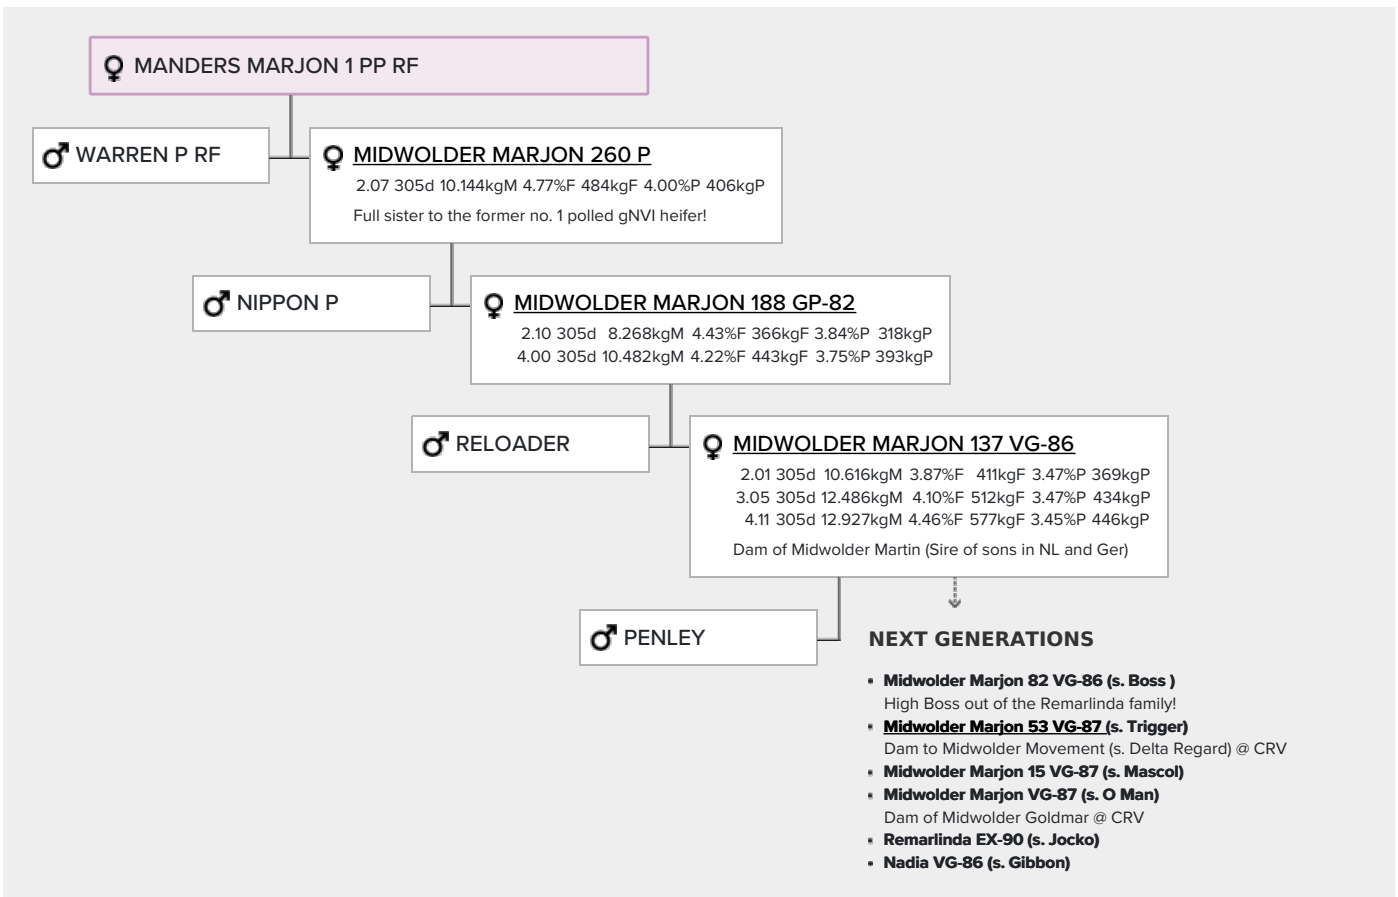 MANDERS MARJON 1 PP RF
WARREN P RF
MIDWOLDER MARJON 260 P
2.07 305d 10.144kgM 4.77%F 484kgF 4.00%P 406kgP
Full sister to the former no. 1 polled gNVI heifer!
NIPPON P
MIDWOLDER MARJON 188 GP-82
2.10 305d 8.268kgM 4.43%F 366kgF 3.84%P 318kgP
4.00 305d 10.482kgM 4.22%F 443kgF 3.75%P 393kgP
RELOADER
MIDWOLDER MARJON 137 VG-86
2.01 305d 10.616kgM 3.87%F 411kgF 3.47%P 369kgP
3.05 305d 12.486kgM 4.10%F 512kgF 3.47%P 434kgP
4.11 305d 12.927kgM 4.46%F 577kgF 3.45%P 446kgP
Dam of Midwolder Martin (Sire of sons in NL and Ger)
PENLEY
NEXT GENERATIONS
• Midwolder Marjon 82 VG-86 (s. Boss )
High Boss out of the Remarlinda family!
• Midwolder Marjon 53 VG-87 (s. Trigger)
Dam to Midwolder Movement (s. Delta Regard) @ CRV
• Midwolder Marjon 15 VG-87 (s. Mascol)
• Midwolder Marjon VG-87 (s. O Man)
Dam of Midwolder Goldmar @ CRV
• Remarlinda EX-90 (s. Jocko)
• Nadia VG-86 (s. Gibbon)